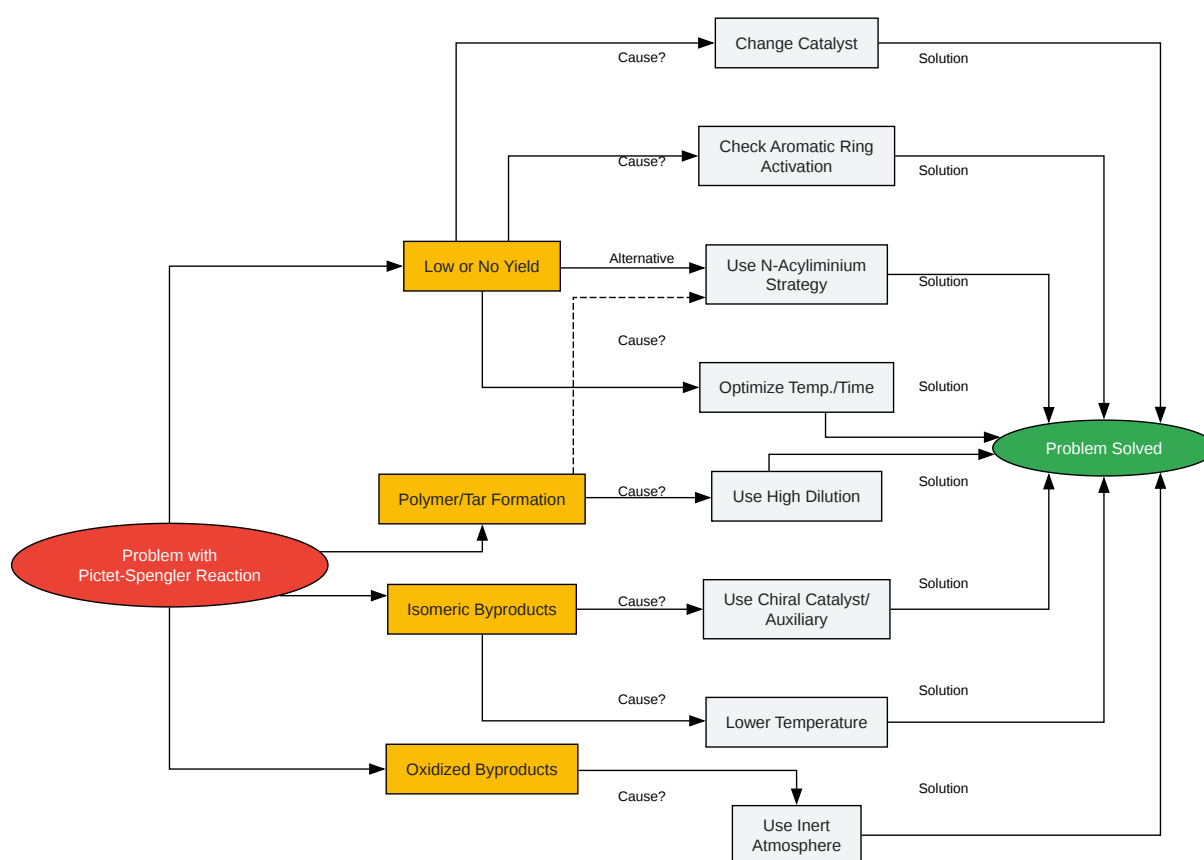 Change Catalyst
Cause?
Solution
Check Aromatic Ring
Activation
Cause?
Solution
Low or No Yield
Alternative
Use N-Acyliminium
Strategy
Solution
Cause?
Optimize Temp./Time
Solution
Problem Solved
Polymer/Tar Formation
Cause?
Use High Dilution
Solution
Problem with
Pictet-Spengler Reaction
Isomeric Byproducts
Cause?
Use Chiral Catalyst/
Auxiliary
Solution
Cause?
Lower Temperature
Solution
Oxidized Byproducts
Cause?
Use Inert
Atmosphere
Solution